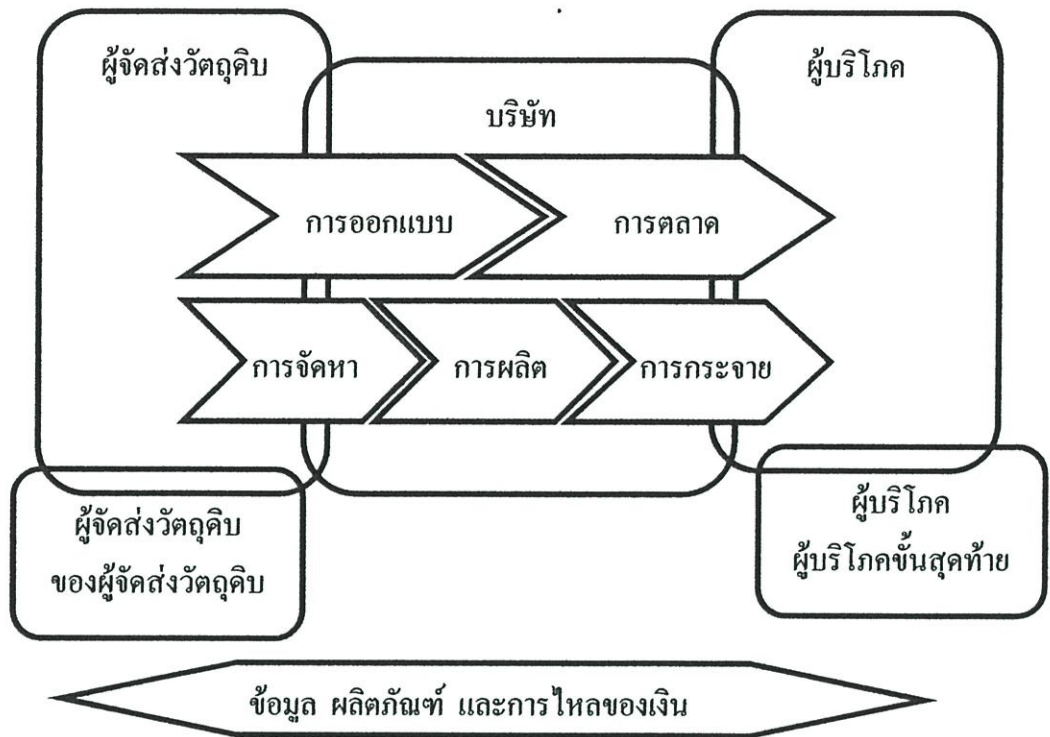 ผู้จัดส่งวัตถุดิบ
บริษัท
ผู้บริโภค
การออกแบบ
การตลาด
การจัดหา
การผลิต
การกระจาย
ผู้จัดส่งวัตถุดิบ
ของผู้จัดส่งวัตถุดิบ
ผู้บริโภค
ผู้บริโภคขั้นสุดท้าย
ข้อมูล ผลิตภัณฑ์ และการไหลของเงิน